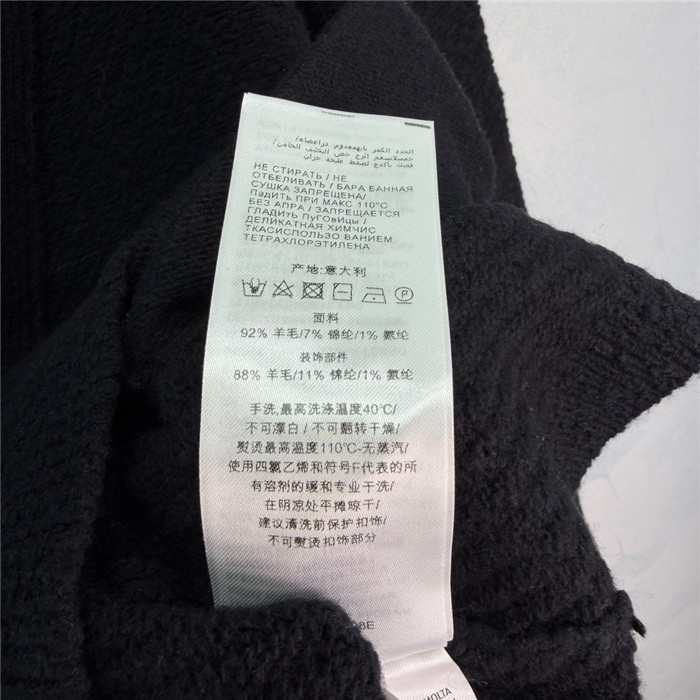 НЕ СТИРАТЬ / НЕ
ОТБЕЛИВАТЬ / БАРА БАННАЯ
СУШКА ЗАПРЕЩЕНА/
ПаДИТЬ ПРИ МАКС 110°C
БЕЗ АПРА / ЗАПРЕЩАЕТСЯ
ГЛАДИТЬ ПуГОвИЦЫ /
ДЕЛИКАТНАЯ ХИМЧИС
ТКАСИСПОЛЬЗО ВАНИЕМ
ТЕТРАХЛОРЭТИЛЕНА
产地:意大利
P
面料
92% 羊毛/7% 锦纶/1% 氨纶
装饰部件
88% 羊毛/11% 锦纶/1% 氨纶
手洗,最高洗涤温度40℃/
不可漂白 / 不可翻转干燥/
熨烫最高温度110℃-无蒸汽/
使用四氯乙烯和符号F代表的所
有溶剂的缓和专业干洗/
在阴凉处平摊晾干/
建议清洗前保护扣饰/
不可熨烫扣饰部分
8E
MOLTA